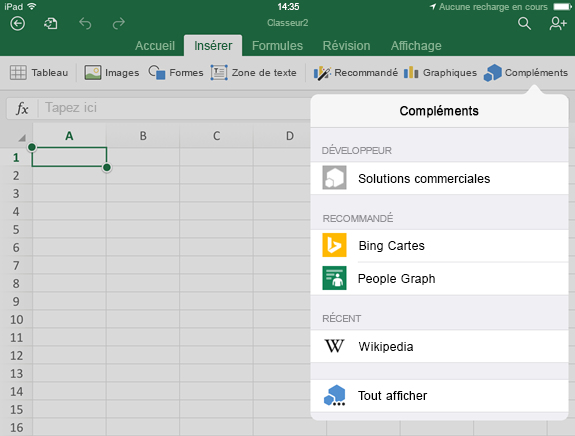 iPad 14:35 Aucune recharge en cours
Classeur2
Accueil Insérer Formules Révision Affichage
Tableau Images Formes Zone de texte Recommandé Graphiques Compléments
fx Tapez ici
Compléments
A B C D
1
2
3
4
5
6
7
8
9
10
11
12
13
14
15
16
DÉVELOPPEUR
Solutions commerciales
RECOMMANDÉ
Bing Cartes
People Graph
RÉCENT
W Wikipedia
Tout afficher